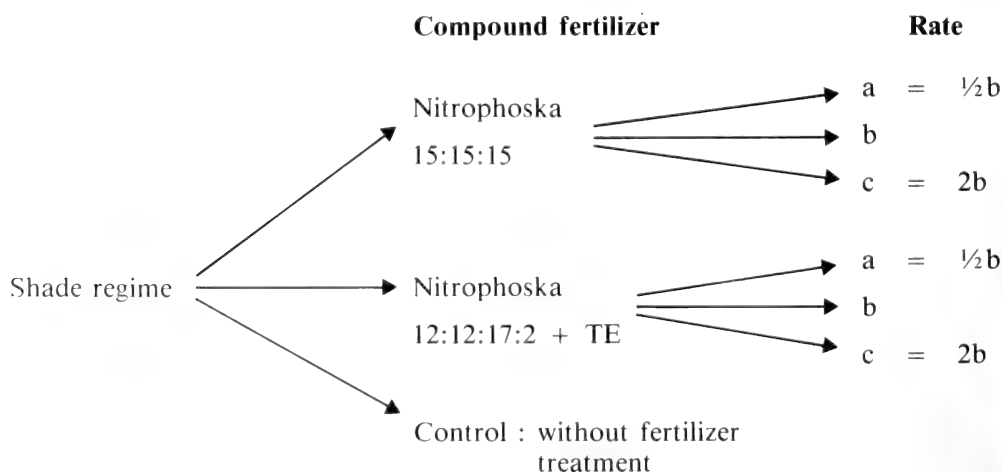 Compound fertilizer Rate
Nitrophoska
15:15:15
a = ½b
b
c = 2b
Shade regime
Nitrophoska
12:12:17:2 + TE
a = ½b
b
c = 2b
Control : without fertilizer
treatment